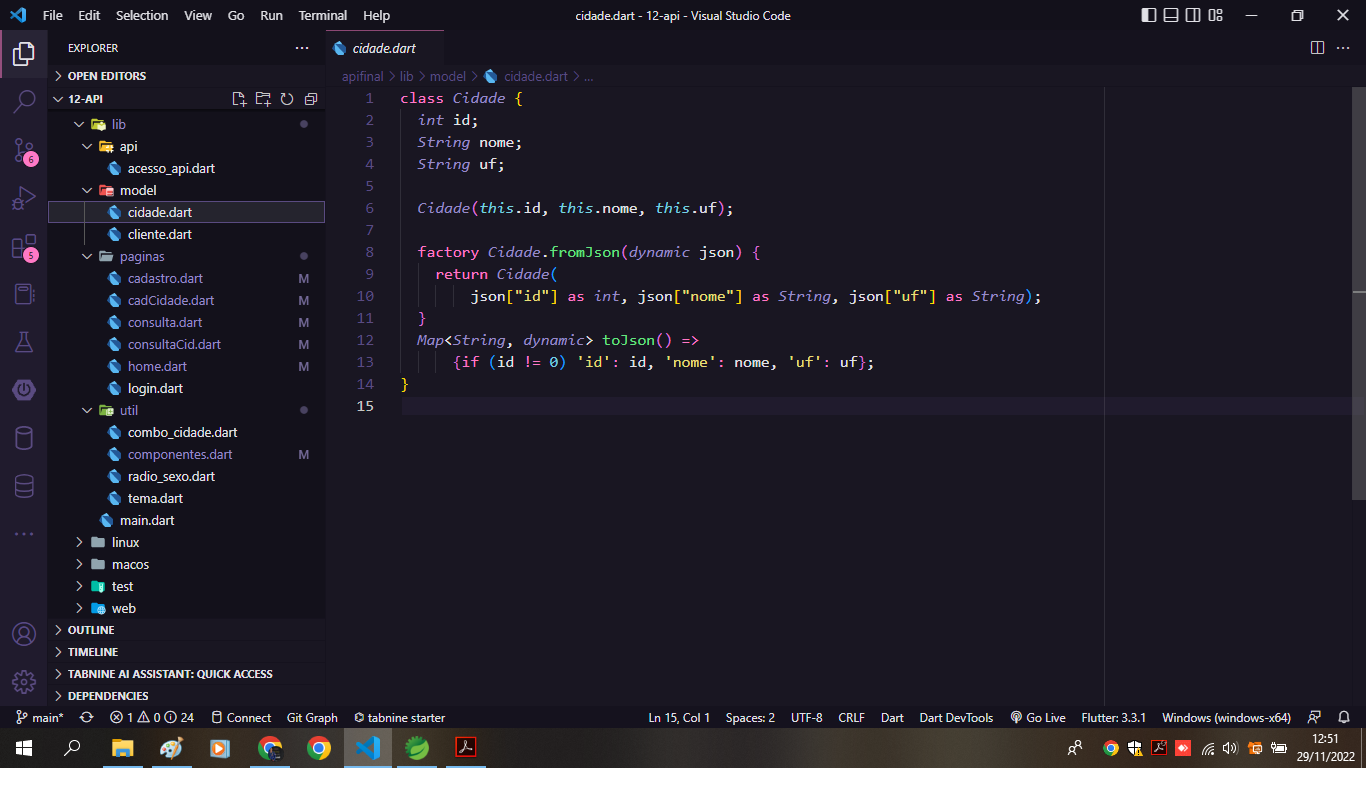 File Edit Selection View Go Run Terminal Help cidade.dart - 12-api - Visual Studio Code
EXPLORER
OPEN EDITORS
12-API
lib
api
acesso_api.dart
model
cidade.dart
cliente.dart
paginas
cadastro.dart M
cadCidade.dart M
consulta.dart M
consultaCid.dart M
home.dart M
login.dart
util
combo_cidade.dart
componentes.dart M
radio_sexo.dart
tema.dart
main.dart
linux
macos
test
web
OUTLINE
TIMELINE
TABNINE AI ASSISTANT: QUICK ACCESS
DEPENDENCIES
6
5
cidade.dart
apifinal > lib > model > cidade.dart > ...
1 class Cidade {
2 int id;
3 String nome;
4 String uf;
5
6 Cidade(this.id, this.nome, this.uf);
7
8 factory Cidade.fromJson(dynamic json) {
9 return Cidade(
10 json["id"] as int, json["nome"] as String, json["uf"] as String);
11 }
12 Map<String, dynamic> toJson() =>
13 {if (id != 0) 'id': id, 'nome': nome, 'uf': uf};
14 }
15
main* 1 0 24 Connect Git Graph tabnine starter Ln 15, Col 1 Spaces: 2 UTF-8 CRLF Dart Dart DevTools Go Live Flutter: 3.3.1 Windows (windows-x64)
12:51
29/11/2022